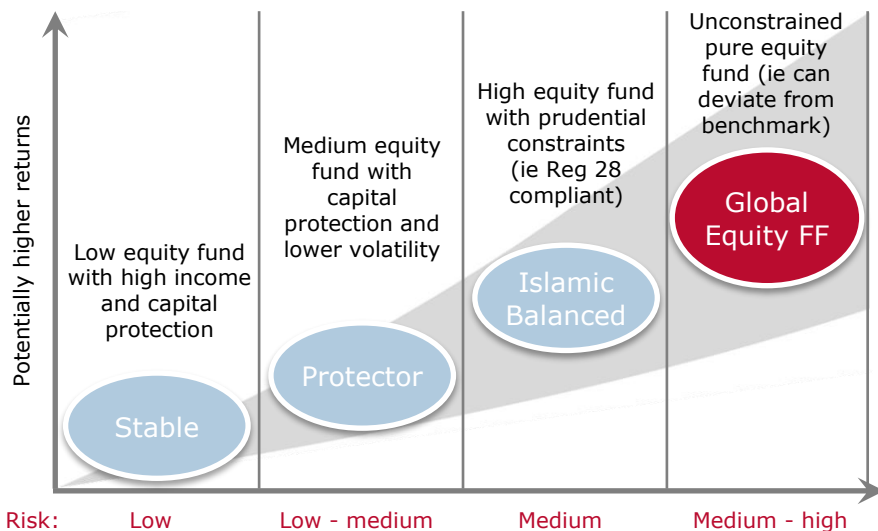 Potentially higher returns
Low equity fund
with high income
and capital
protection
Stable
Medium equity
fund with
capital
protection and
lower volatility
Protector
High equity fund
with prudential
constraints
(ie Reg 28
compliant)
Islamic
Balanced
Unconstrained
pure equity
fund (ie can
deviate from
benchmark)
Global
Equity FF
Risk: Low Low - medium Medium Medium - high